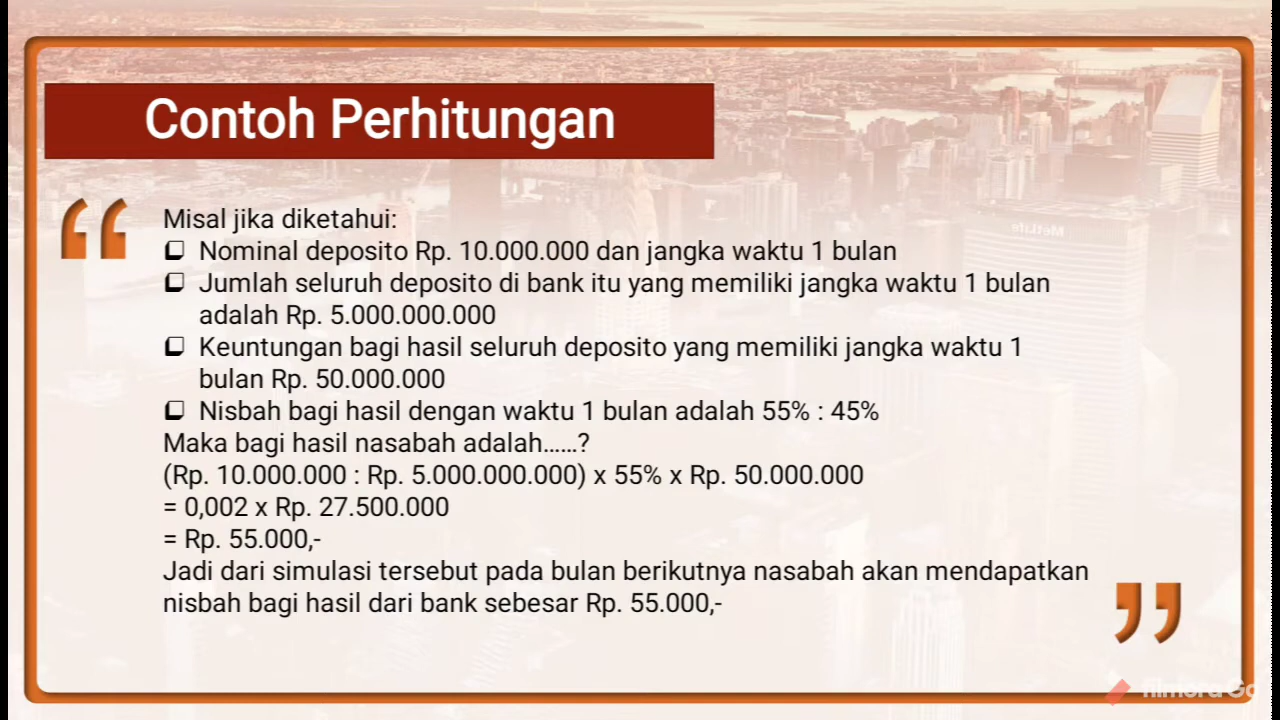 Contoh Perhitungan
Misal jika diketahui:
❑ Nominal deposito Rp. 10.000.000 dan jangka waktu 1 bulan
❑ Jumlah seluruh deposito di bank itu yang memiliki jangka waktu 1 bulan
adalah Rp. 5.000.000.000
❑ Keuntungan bagi hasil seluruh deposito yang memiliki jangka waktu 1
bulan Rp. 50.000.000
❑ Nisbah bagi hasil dengan waktu 1 bulan adalah 55% : 45%
Maka bagi hasil nasabah adalah......?
(Rp. 10.000.000 : Rp. 5.000.000.000) x 55% x Rp. 50.000.000
= 0,002 x Rp. 27.500.000
= Rp. 55.000,-
Jadi dari simulasi tersebut pada bulan berikutnya nasabah akan mendapatkan
nisbah bagi hasil dari bank sebesar Rp. 55.000,-
MetLife
filmora Go